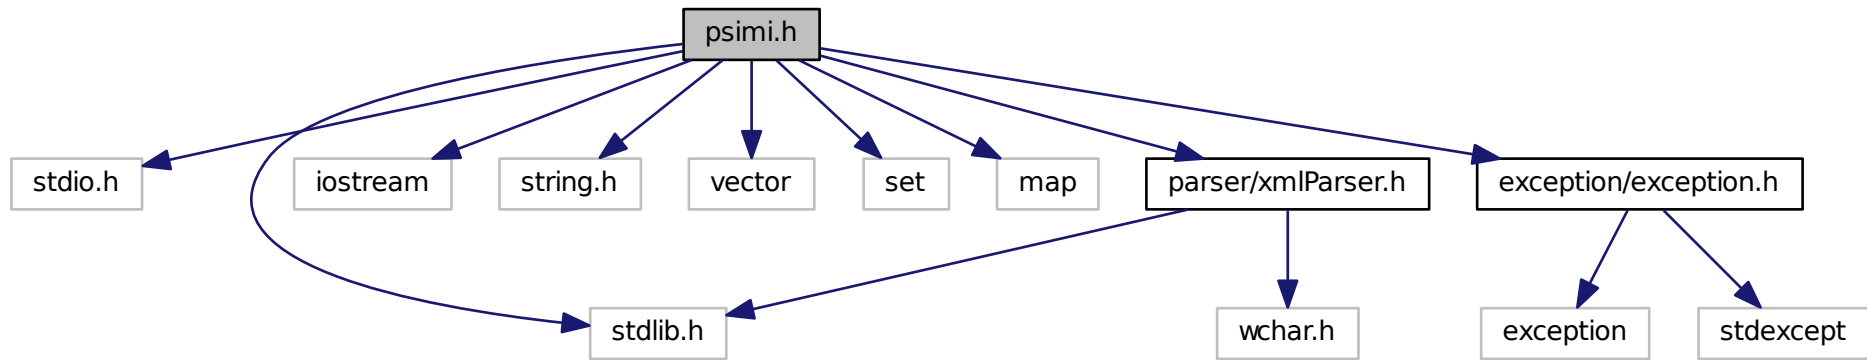 psimi.h
stdio.h
iostream
string.h
vector
set
map
parser/xmlParser.h
exception/exception.h
stdlib.h
wchar.h
exception
stdexcept